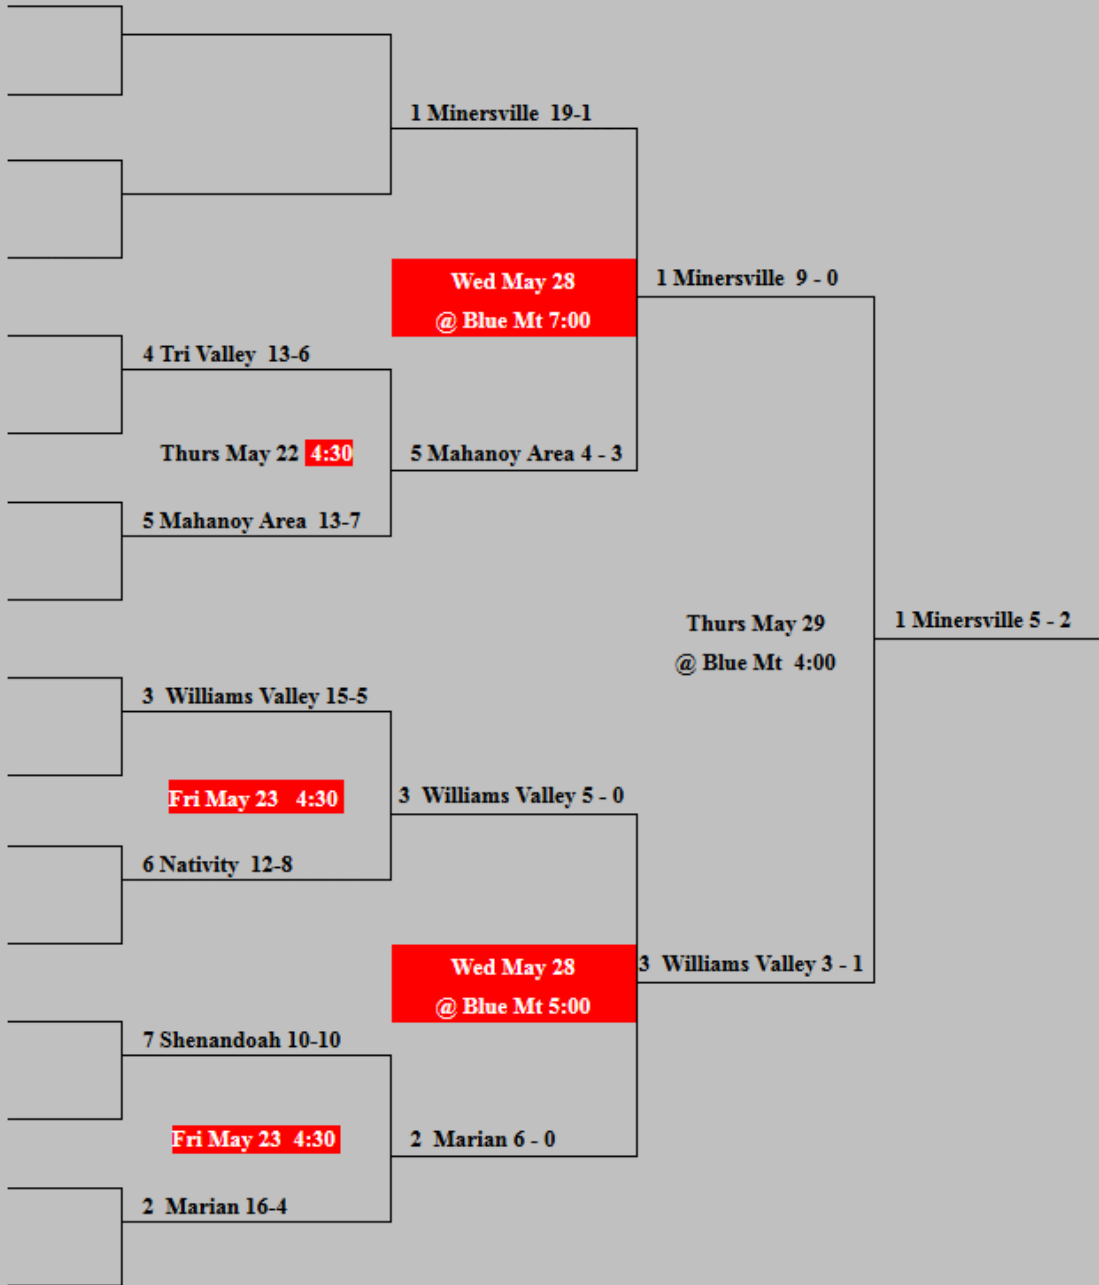 1 Minersville 19-1
Wed May 28
@ Blue Mt 7:00
1 Minersville 9 - 0
4 Tri Valley 13-6
Thurs May 22 4:30
5 Mahanoy Area 4 - 3
5 Mahanoy Area 13-7
Thurs May 29
@ Blue Mt 4:00
1 Minersville 5 - 2
3 Williams Valley 15-5
Fri May 23 4:30
3 Williams Valley 5 - 0
6 Nativity 12-8
Wed May 28
@ Blue Mt 5:00
3 Williams Valley 3 - 1
7 Shenandoah 10-10
Fri May 23 4:30
2 Marian 6 - 0
2 Marian 16-4